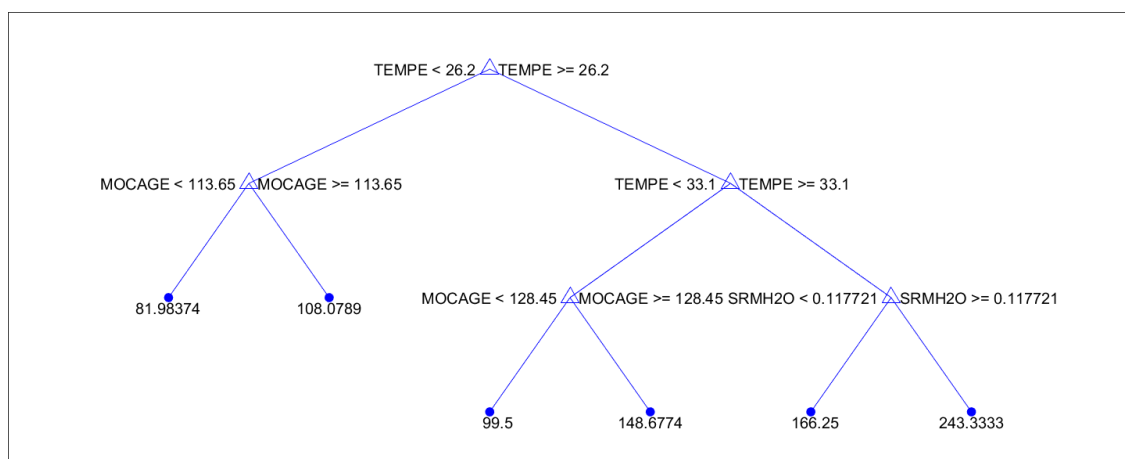 TEMPE < 26.2 TEMPE >= 26.2
MOCAGE < 113.65 MOCAGE >= 113.65 TEMPE < 33.1 TEMPE >= 33.1
81.98374 108.0789 MOCAGE < 128.45 MOCAGE >= 128.45 SRMH2O < 0.117721 SRMH2O >= 0.117721
99.5 148.6774 166.25 243.3333